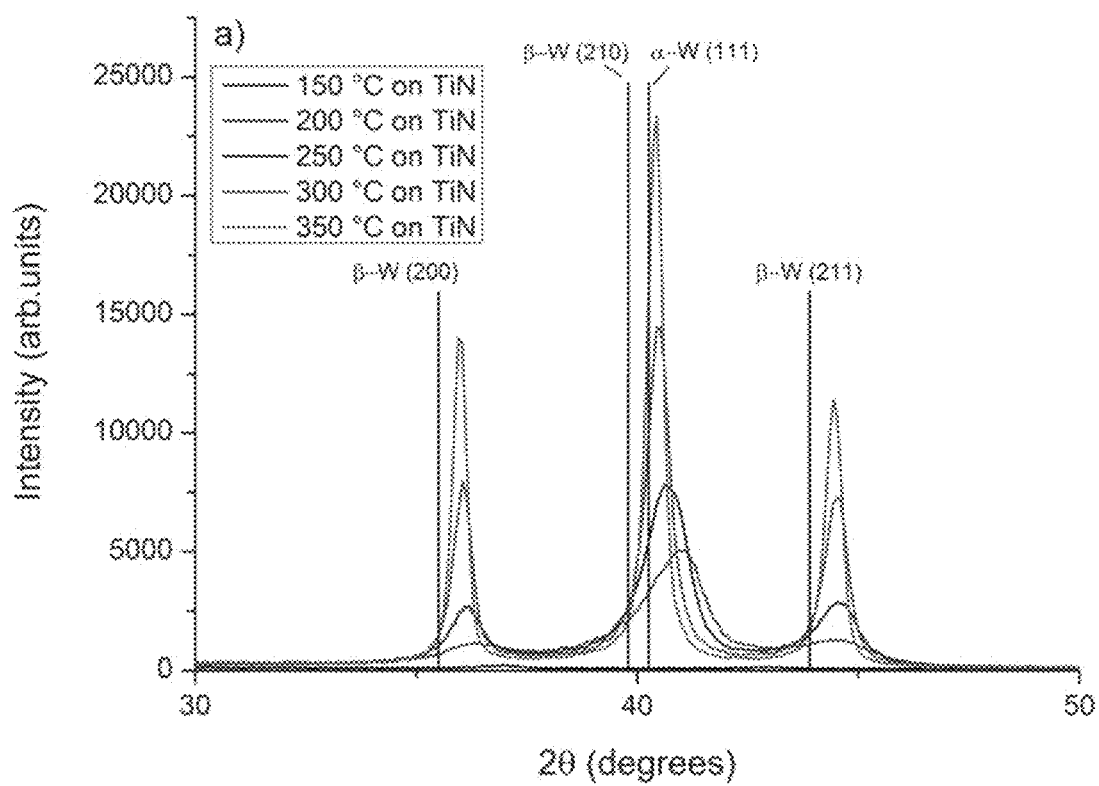 a)
β--W (210)
α--W (111)
150 °C on TiN
200 °C on TiN
250 °C on TiN
300 °C on TiN
350 °C on TiN
β--W (200)
β--W (211)
Intensity (arb.units)
25000
20000
15000
10000
5000
0
30
40
50
2θ (degrees)